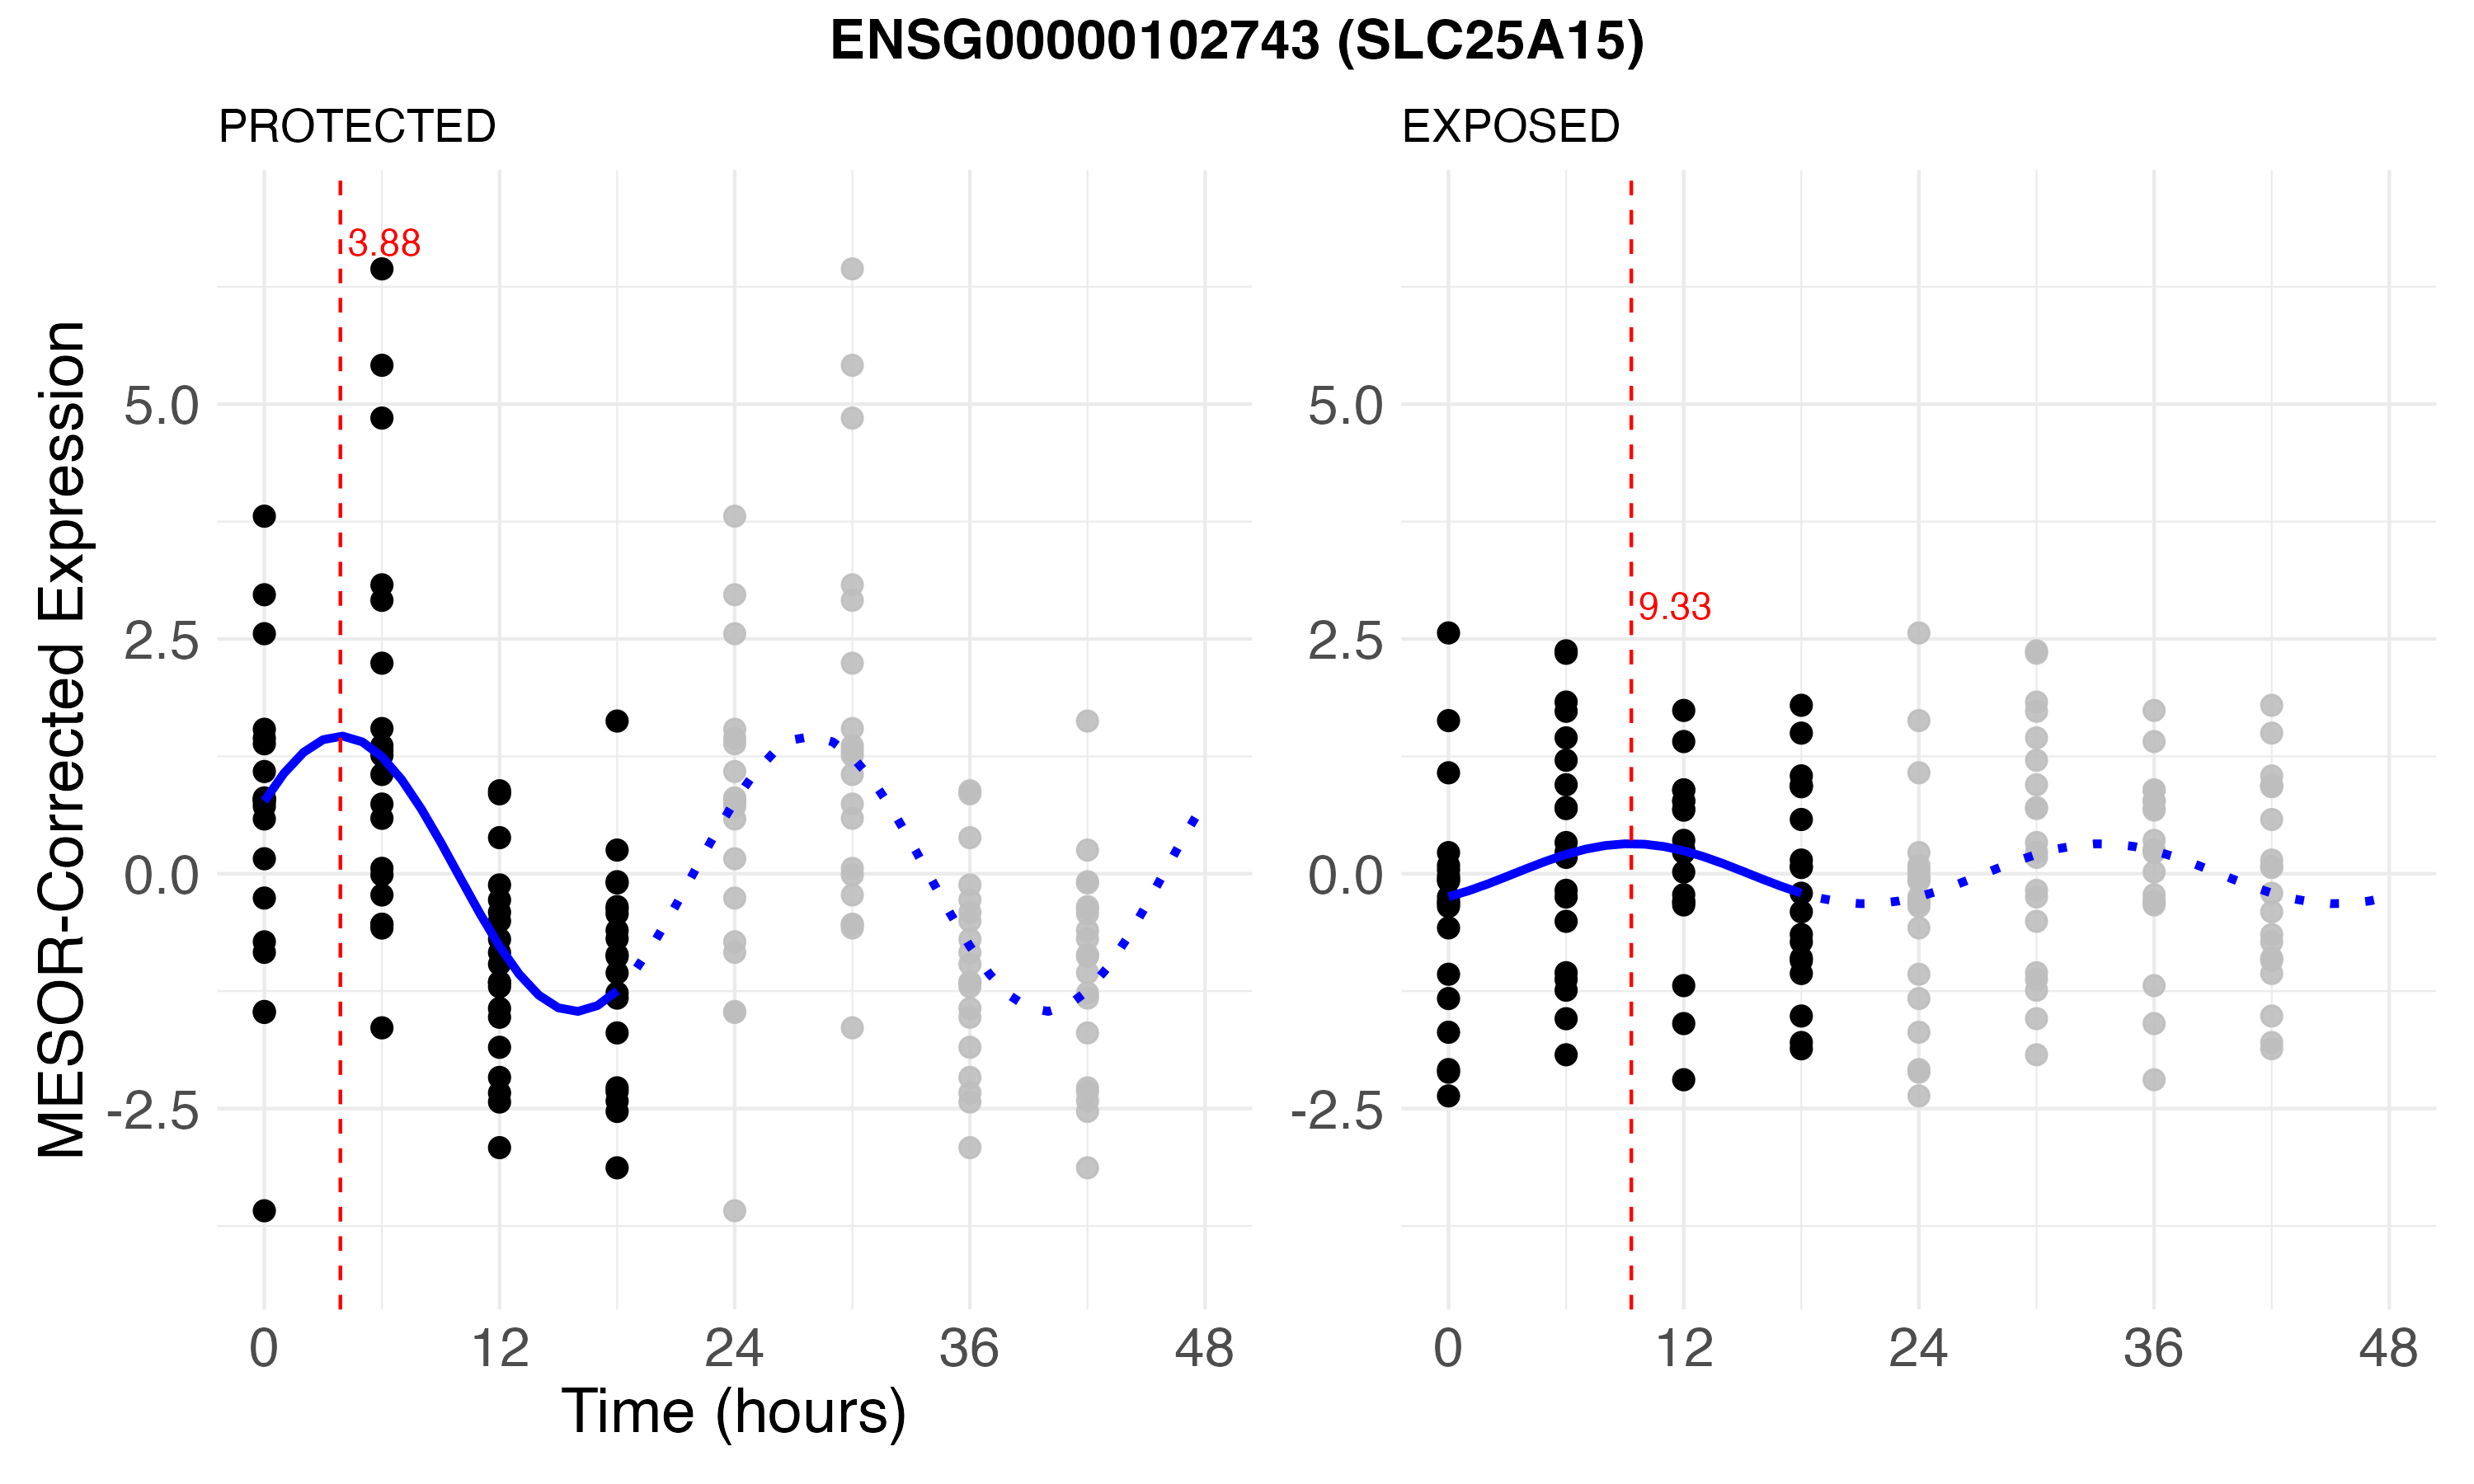 ENSG00000102743 (SLC25A15)
PROTECTED
EXPOSED
MESOR-Corrected Expression
3.88
5.0
2.5
0.0
-2.5
0 12 24 36 48
Time (hours)
9.33
5.0
2.5
0.0
-2.5
0 12 24 36 48